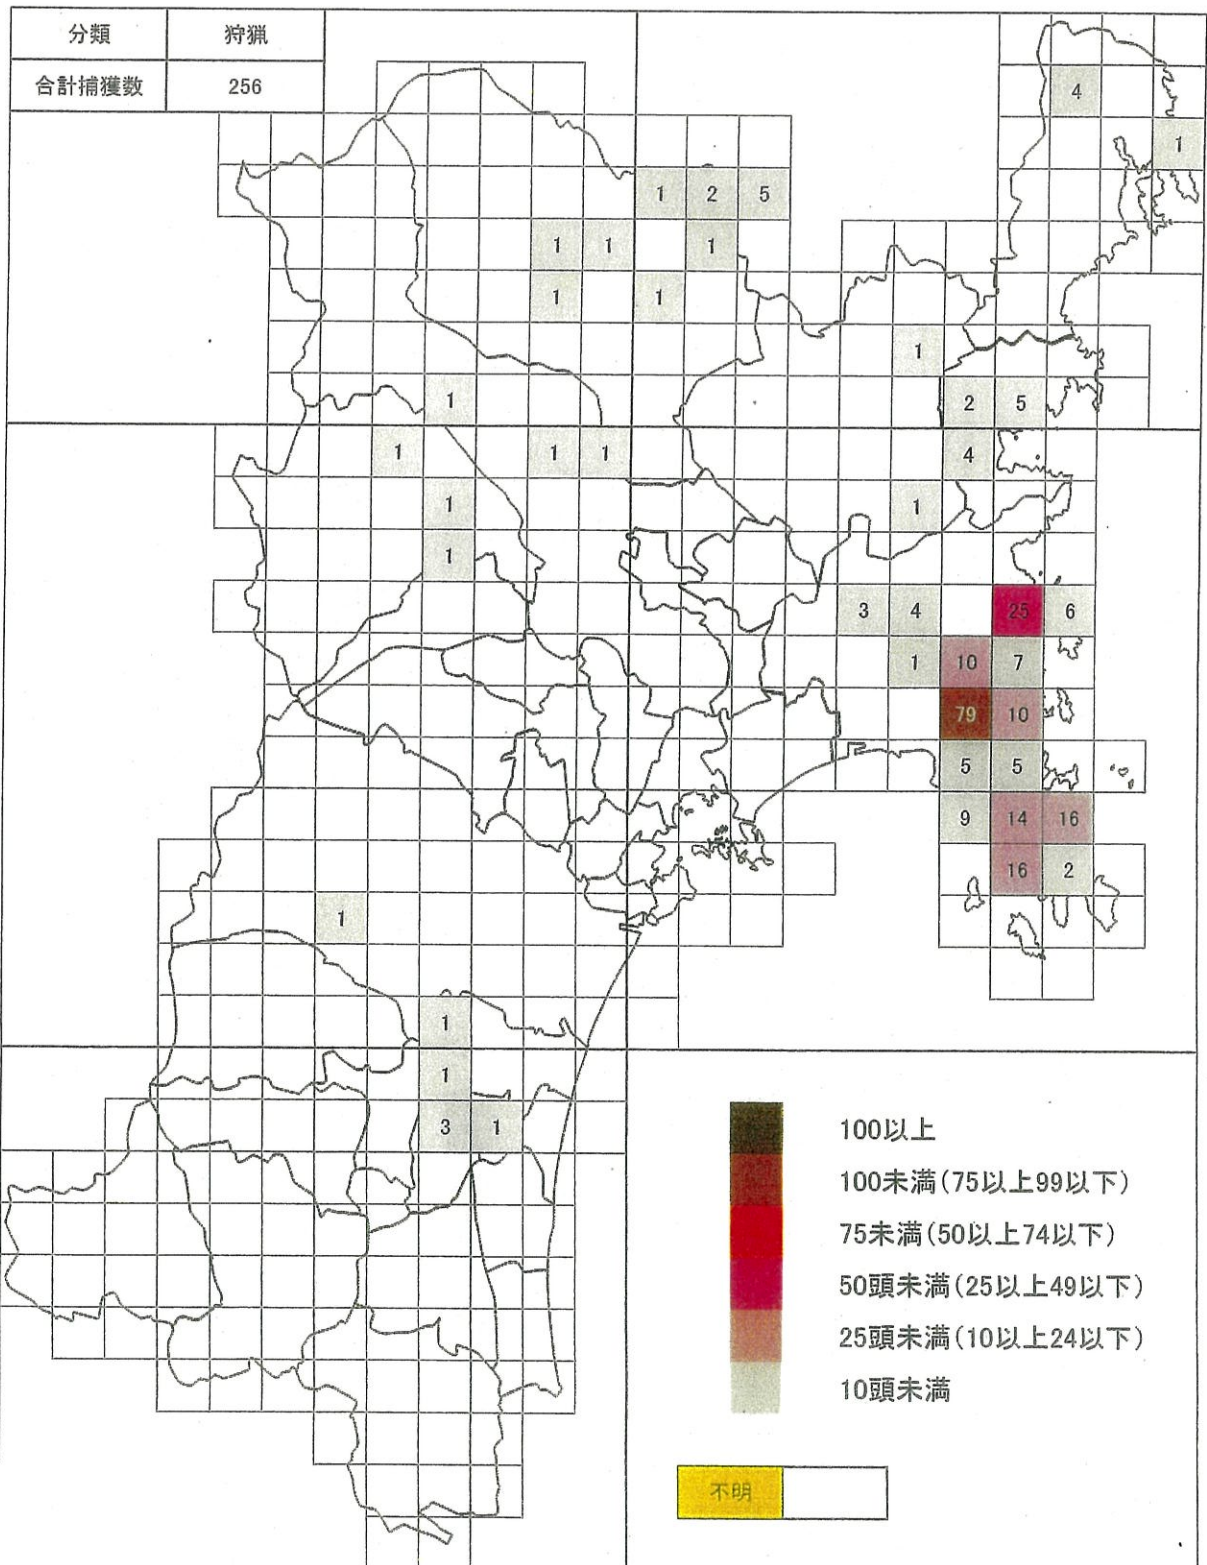 分類 狩猟
合計捕獲数 256
4
1
1 2 5
1 1 1
1 1
1
1 2 5
1 1 1 4
1 1
1
3 4 25 6
1 10 7
79 10
5 5
9 14 16
16 2
1
1
1
3 1
100以上
100未満(75以上99以下)
75未満(50以上74以下)
50頭未満(25以上49以下)
25頭未満(10以上24以下)
10頭未満
不明